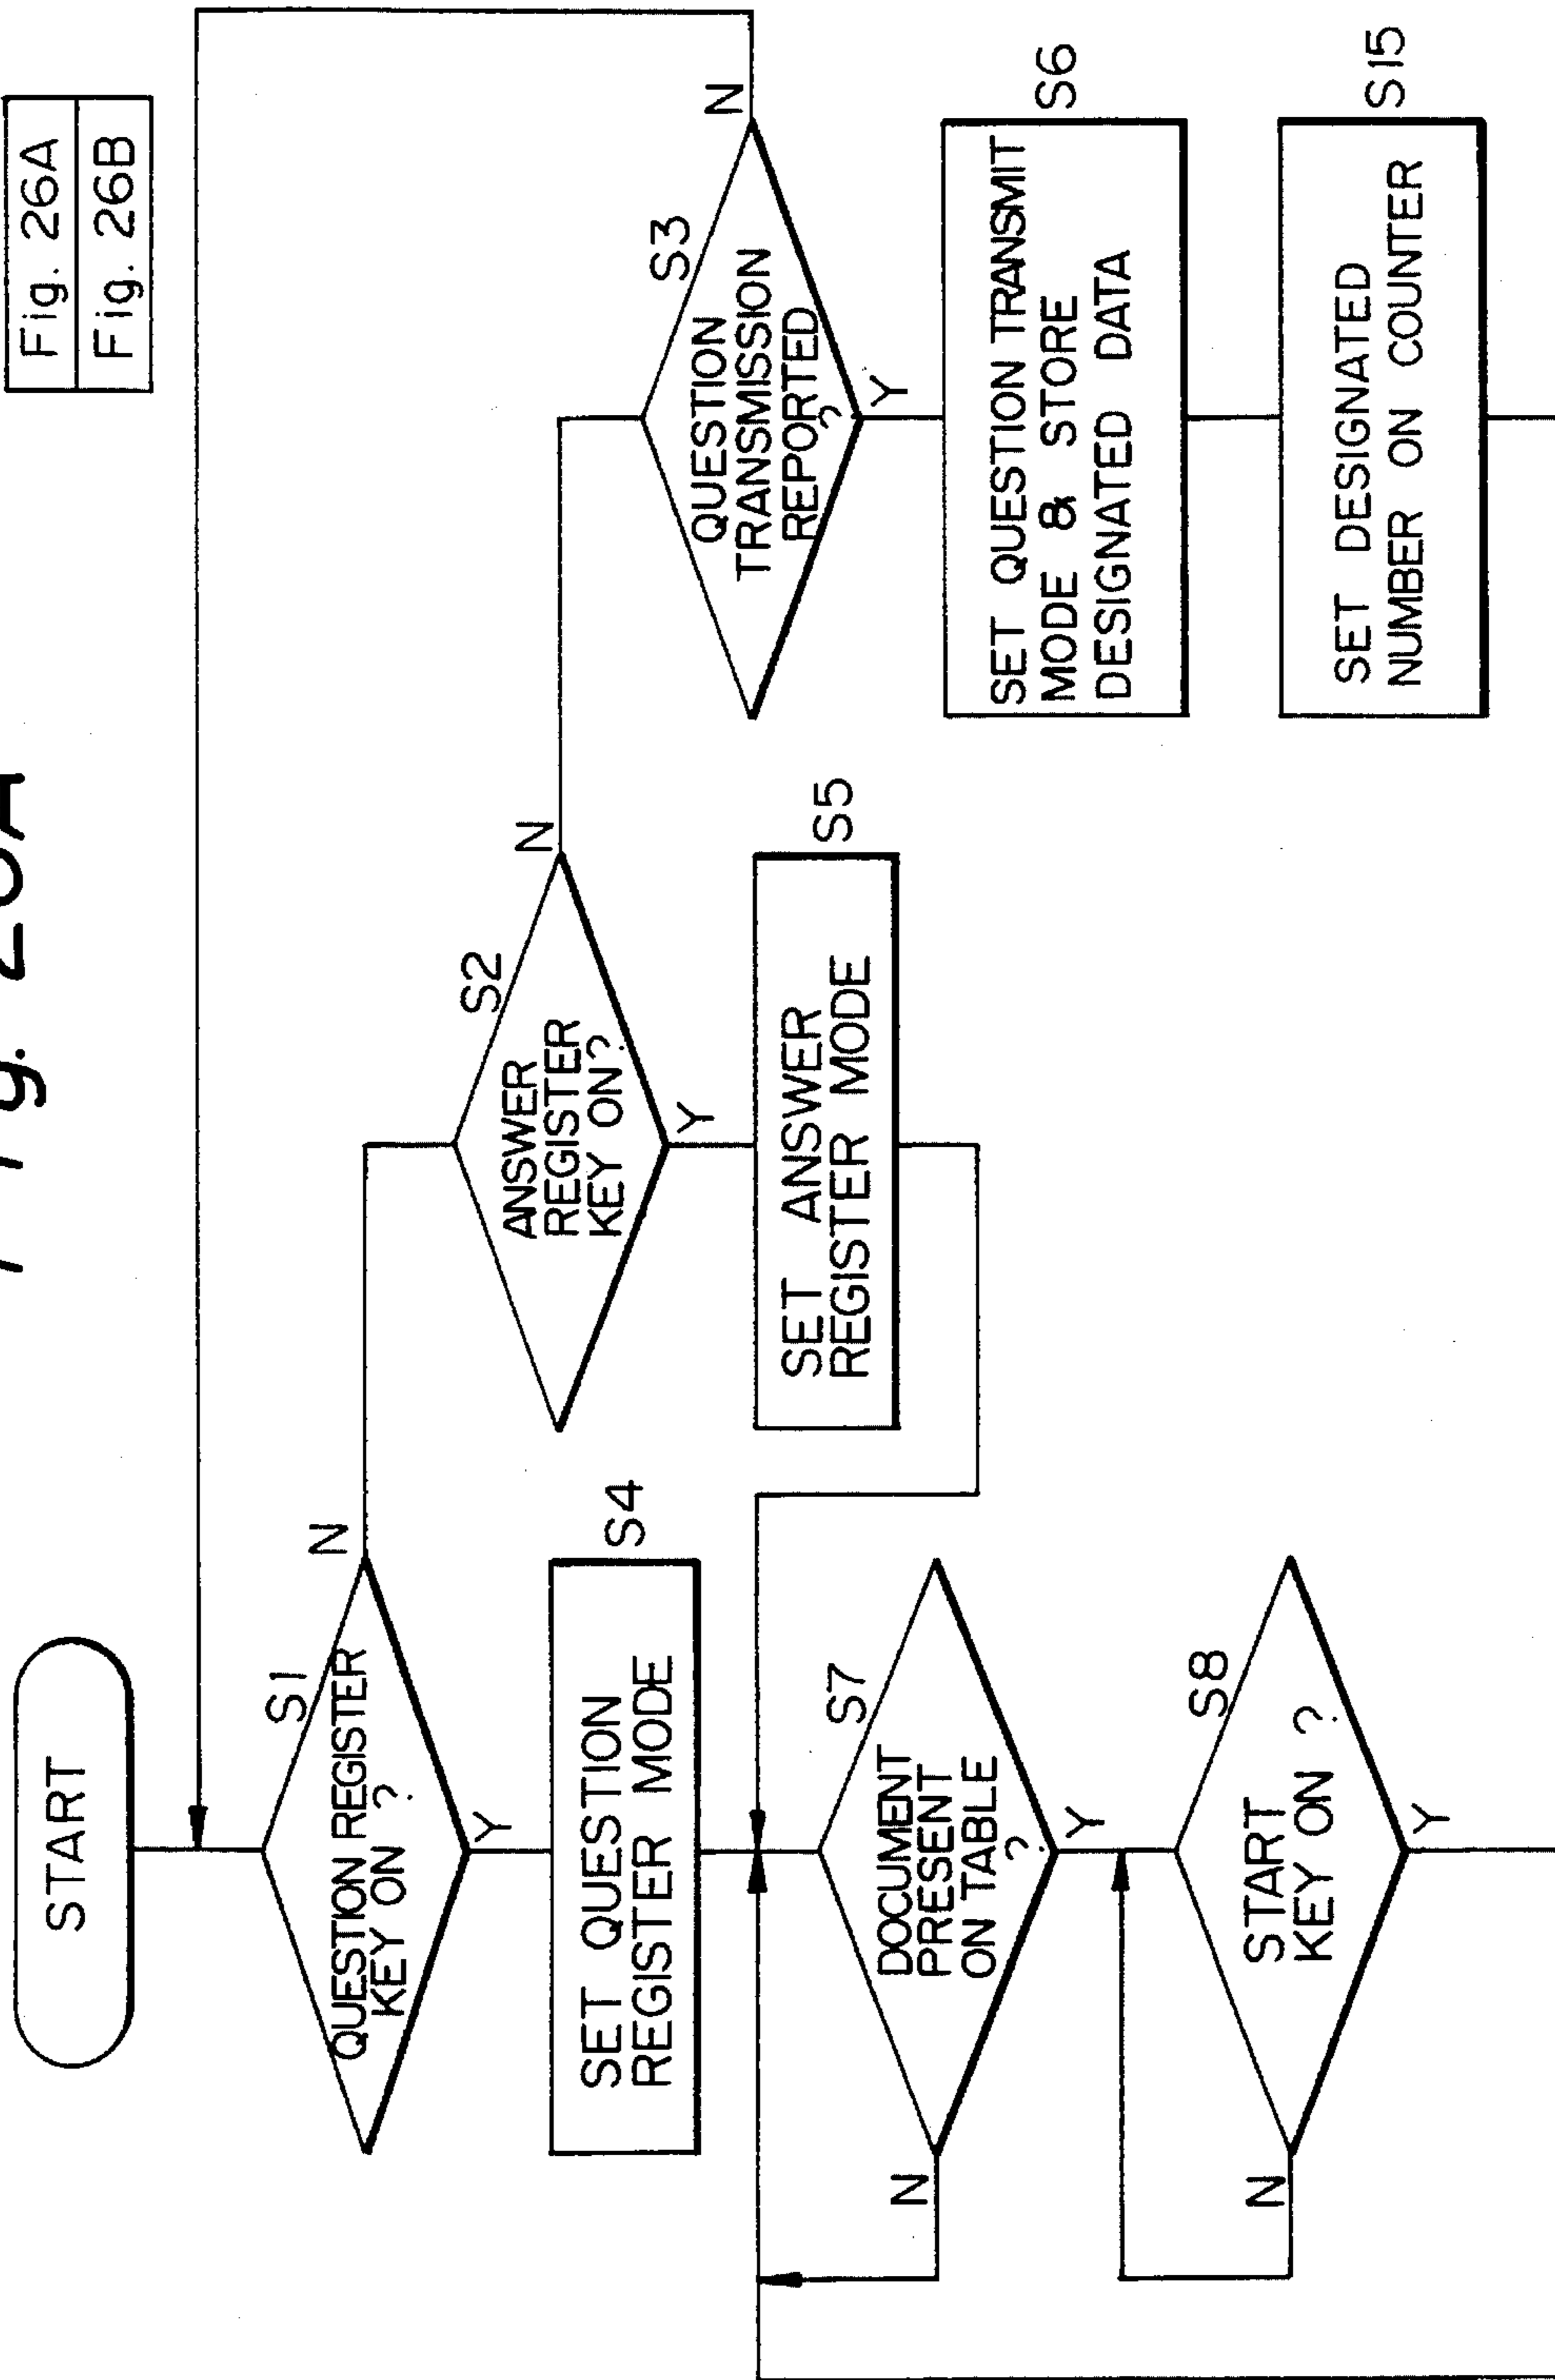 Fig. 26A
Fig. 26A
Fig. 26B
START
S1
QUESTION REGISTER
KEY ON ?
N
Y
SET QUESTION
REGISTER MODE
S4
S2
ANSWER
REGISTER
KEY ON?
N
Y
SET ANSWER
REGISTER MODE
S5
S3
QUESTION
TRANSMISSION
REPORTED
?
N
Y
SET QUESTION TRANSMIT
MODE & STORE
DESIGNATED DATA
S6
SET DESIGNATED
NUMBER ON COUNTER
S15
S7
DOCUMENT
PRESENT
ON TABLE
?
N
Y
S8
START
KEY ON ?
N
Y